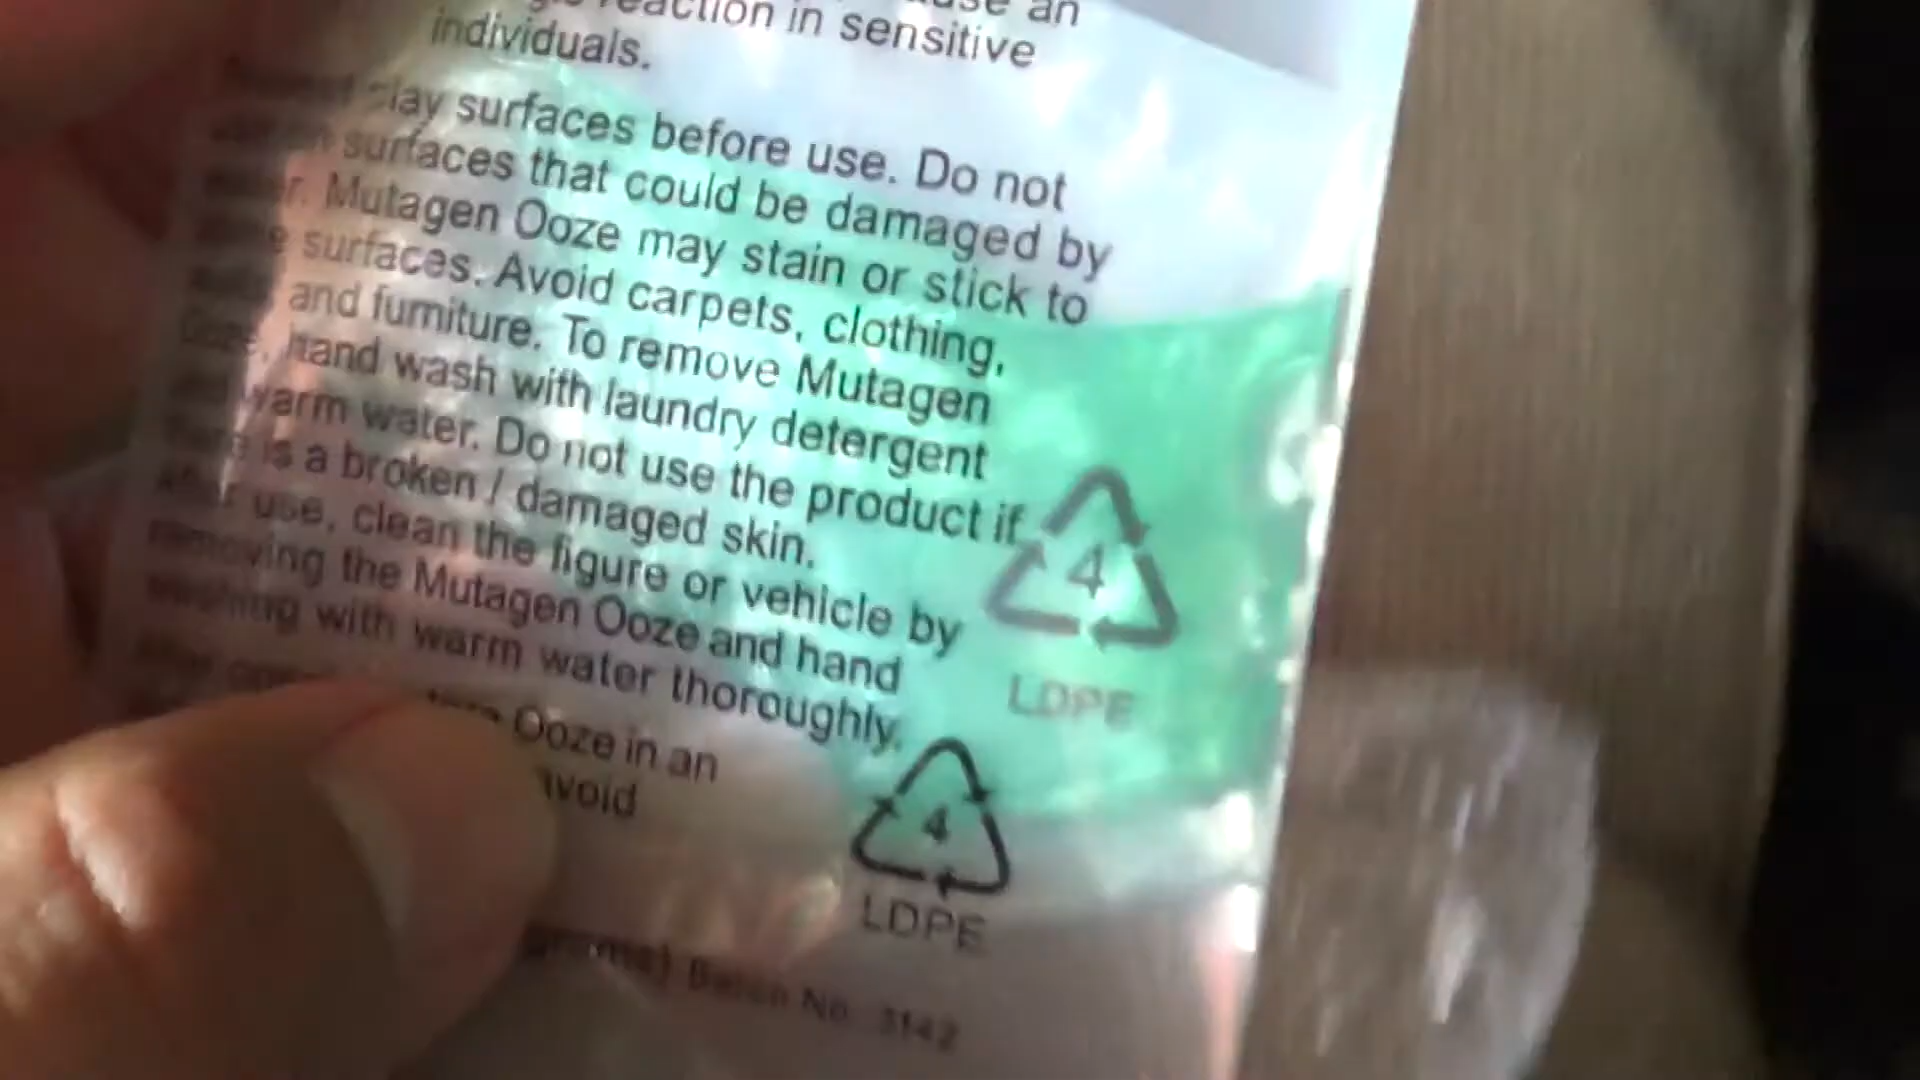 an
reaction in sensitive
individuals.
surfaces before use. Do not
surfaces that could be damaged by
Mutagen Ooze may stain or stick to
surfaces. Avoid carpets, clothing,
and furniture. To remove Mutagen
hand wash with laundry detergent
warm water. Do not use the product if
is a broken / damaged skin.
use, clean the figure or vehicle by
removing the Mutagen Ooze and hand
washing with warm water thoroughly.
Ooze in an
avoid
4
LDPE
4
LDPE
Batch No. 3142